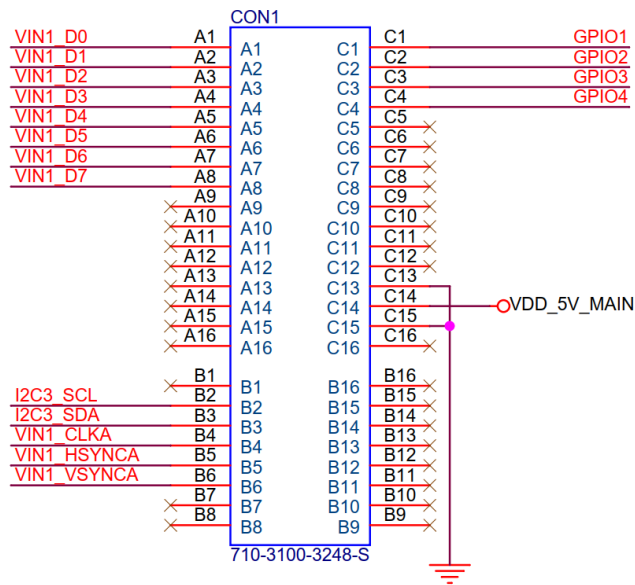 CON1
VIN1_D0 A1 A1 C1 C1 GPIO1
VIN1_D1 A2 A2 C2 C2 GPIO2
VIN1_D2 A3 A3 C3 C3 GPIO3
VIN1_D3 A4 A4 C4 C4 GPIO4
VIN1_D4 A5 A5 C5 C5
VIN1_D5 A6 A6 C6 C6
VIN1_D6 A7 A7 C7 C7
VIN1_D7 A8 A8 C8 C8
A9 A9 C9 C9
A10 A10 C10 C10
A11 A11 C11 C11
A12 A12 C12 C12
A13 A13 C13 C13
A14 A14 C14 C14 VDD_5V_MAIN
A15 A15 C15 C15
A16 A16 C16 C16
B1 B1 B16 B16
I2C3_SCL B2 B2 B15 B15
I2C3_SDA B3 B3 B14 B14
VIN1_CLKA B4 B4 B13 B13
VIN1_HSYNCA B5 B5 B12 B12
VIN1_VSYNCA B6 B6 B11 B11
B7 B7 B10 B10
B8 B8 B9 B9
710-3100-3248-S